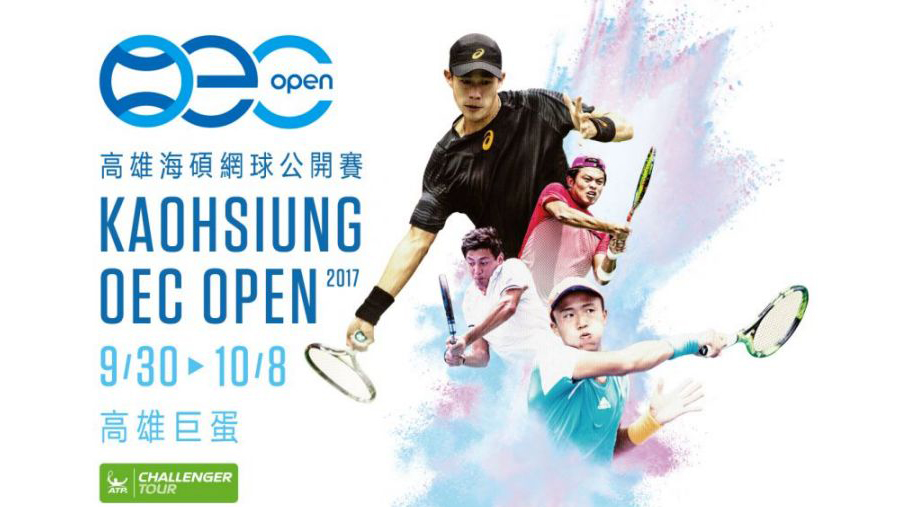 oec open
高雄海碩網球公開賽
KAOHSIUNG
OEC OPEN 2017
9/30 ▸ 10/8
高雄巨蛋
ATP. CHALLENGER
TOUR